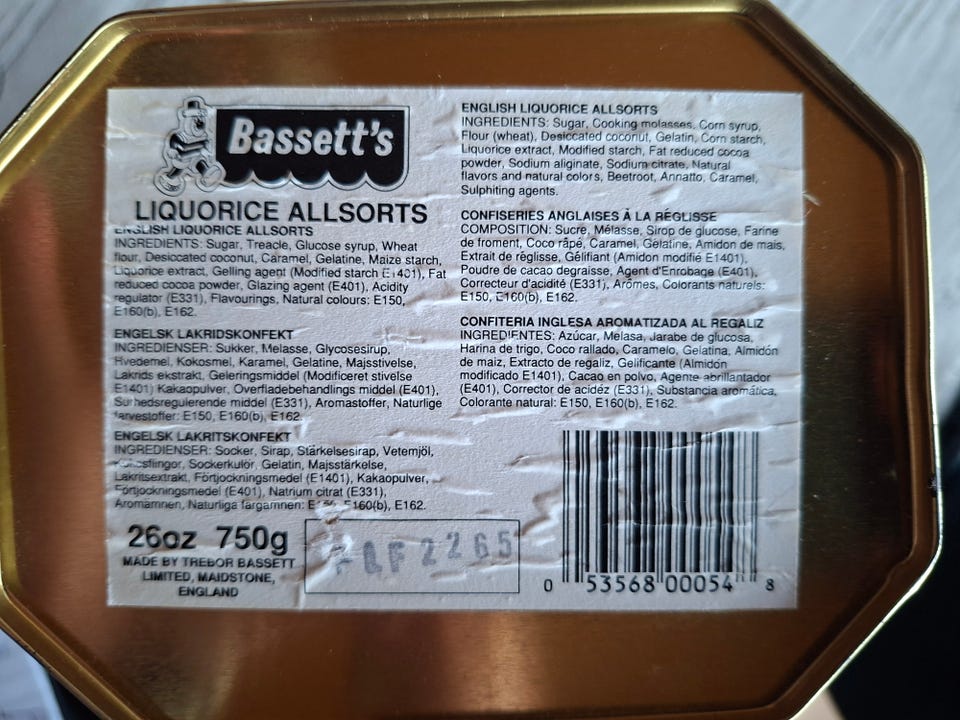 Bassett's
LIQUORICE ALLSORTS
ENGLISH LIQUORICE ALLSORTS
INGREDIENTS: Sugar, Treacle, Glucose syrup, Wheat
flour, Desiccated coconut, Caramel, Gelatine, Maize starch,
Liquorice extract, Gelling agent (Modified starch E1401), Fat
reduced cocoa powder, Glazing agent (E401), Acidity
regulator (E331), Flavourings, Natural colours: E150,
E160(b), E162.
ENGELSK LAKRIDSKONFEKT
INGREDIENSER: Sukker, Melasse, Glycosesirup,
Hvedemel, Kokosmel, Karamel, Gelatine, Majsstivelse,
Lakrids ekstrakt, Geleringsmiddel (Modificeret stivelse
E1401) Kakaopulver, Overfladebehandlings middel (E401),
Surhedsregulerende middel (E331), Aromastoffer, Naturlige
farvestoffer: E150, E160(b), E162.
ENGELSK LAKRITSKONFEKT
INGREDIENSER: Socker, Sirap, Stärkelsesirap, Vetemjöl,
Sockerkulör, Gelatin, Majsstärkelse,
Lakritsextrakt, Förtjockningsmedel (E1401), Kakaopulver,
Förtjockningsmedel (E401), Natrium citrat (E331),
Aromämnen, Naturliga färgämnen: E160(b), E162.
26oz 750g
MADE BY TREBOR BASSETT
LIMITED, MAIDSTONE,
ENGLAND
2265
ENGLISH LIQUORICE ALLSORTS
INGREDIENTS: Sugar, Cooking molasses, Corn syrup,
Flour (wheat), Desiccated coconut, Gelatin, Corn starch,
Liquorice extract, Modified starch, Fat reduced cocoa
powder, Sodium aliginate, Sodium citrate, Natural
flavors and natural colors, Beetroot, Annatto, Caramel,
Sulphiting agents.
CONFISERIES ANGLAISES À LA RÉGLISSE
COMPOSITION: Sucre, Mélasse, Sirop de glucose, Farine
de froment, Coco râpé, Caramel, Gélatine, Amidon de mais,
Extrait de réglisse, Gélifiant (Amidon modifié E1401),
Poudre de cacao degraisse, Agent d'Enrobage (E401),
Correcteur d'acidité (E331), Arômes, Colorants naturels:
E150, E160(b), E162.
CONFITERIA INGLESA AROMATIZADA AL REGALIZ
INGREDIENTES: Azúcar, Melasa, Jarabe de glucosa,
Harina de trigo, Coco rallado, Caramelo, Gelatina, Almidón
de maiz, Extracto de regaliz, Gelificante (Almidón
modificado E1401), Cacao en polvo, Agente abrillantador
(E401), Corrector de acidéz (E331), Substancia aromática,
Colorante natural: E150, E160(b), E162.
0 53568 00054 8